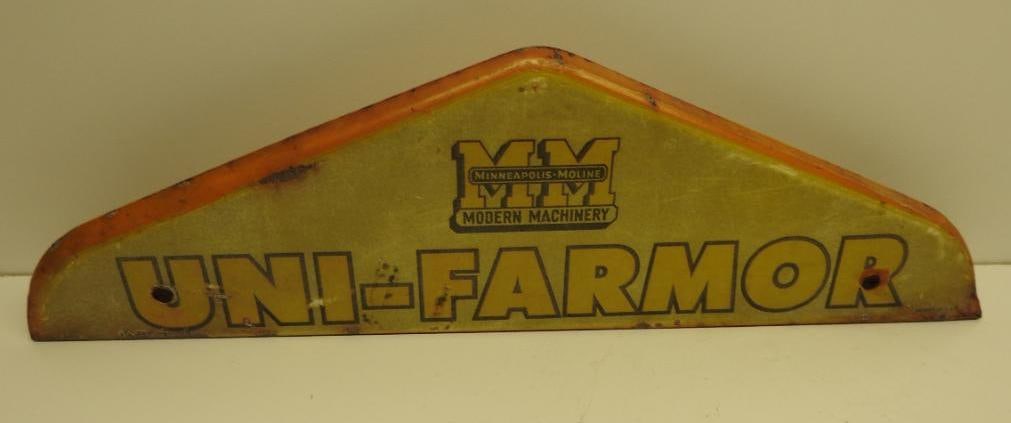 MM
MINNEAPOLIS-MOLINE
MODERN MACHINERY
UNI-FARMOR